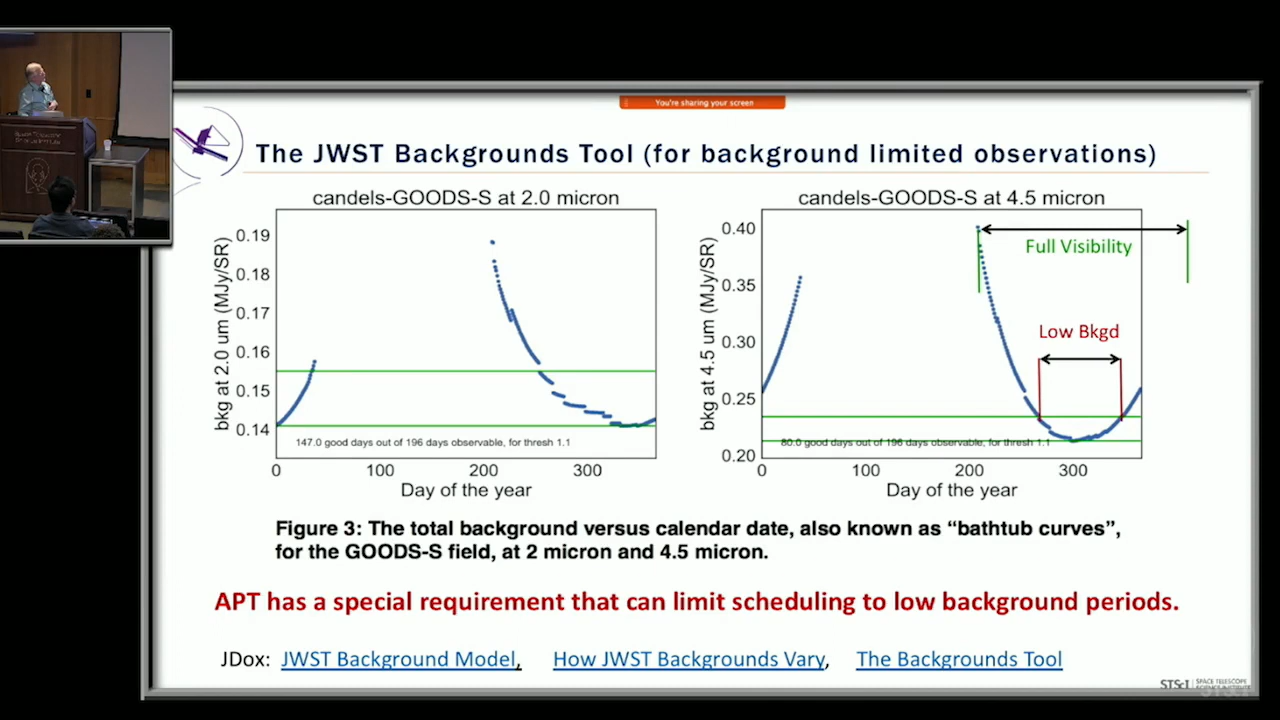 You're sharing your screen
The JWST Backgrounds Tool (for background limited observations)
candels-GOODS-S at 2.0 micron
bkg at 2.0 um (MJy/SR)
0.19
0.18
0.17
0.16
0.15
0.14
147.0 good days out of 196 days observable, for thresh 1.1
0 100 200 300
Day of the year
candels-GOODS-S at 4.5 micron
bkg at 4.5 um (MJy/SR)
0.40
0.35
0.30
0.25
0.20
Full Visibility
Low Bkgd
80.0 good days out of 196 days observable, for thresh 1.1
0 100 200 300
Day of the year
Figure 3: The total background versus calendar date, also known as “bathtub curves”,
for the GOODS-S field, at 2 micron and 4.5 micron.
APT has a special requirement that can limit scheduling to low background periods.
JDox: JWST Background Model, How JWST Backgrounds Vary, The Backgrounds Tool
STScI | SPACE TELESCOPE
SCIENCE INSTITUTE